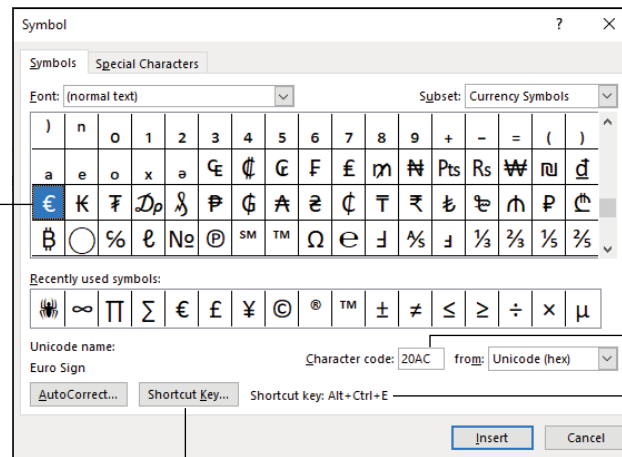 Symbol ? ×
Symbols Special Characters
Font: (normal text) Subset: Currency Symbols
⁾ ⁿ ₀ ₁ ₂ ₃ ₄ ₅ ₆ ₇ ₈ ₉ ₊ ₋ ₌ ₍ ₎
ₐ ₑ ₒ ₓ ₔ ₠ ₡ ₢ ₣ ₤ ₥ ₦ ₧ ₨ ₩ ₪ ₫
€ ₭ ₮ ₯ ₰ ₱ ₲ ₳ ₴ ₵ ₸ ₹ ₺ ₻ ₼ ₽ ₾
₿ ⃝ ℅ ℓ № ℗ ℠ ™ Ω ℮ Ⅎ ⅍ ⅎ ⅓ ⅔ ⅕ ⅖
Recently used symbols:
🕷 ∞ ∏ ∑ € £ ¥ © ® ™ ± ≠ ≤ ≥ ÷ × µ
Unicode name:
Euro Sign
Character code: 20AC from: Unicode (hex)
AutoCorrect... Shortcut Key... Shortcut key: Alt+Ctrl+E
Insert Cancel